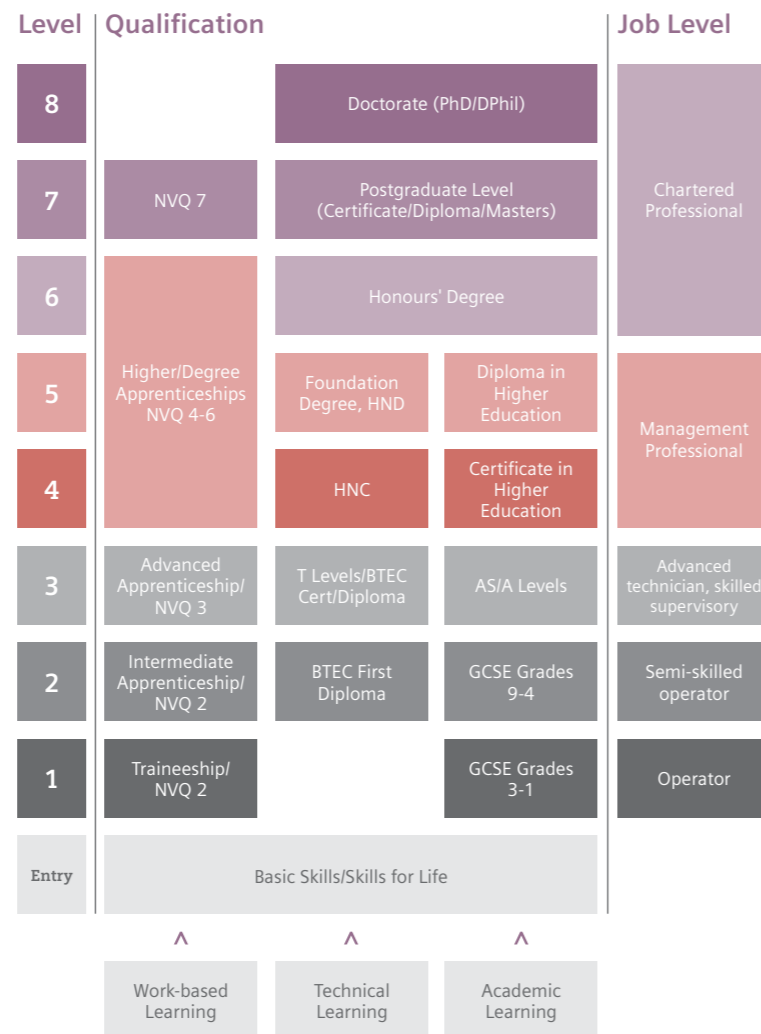 Level
Qualification
Job Level
8
Doctorate (PhD/DPhil)
7
NVQ 7
Postgraduate Level
(Certificate/Diploma/Masters)
Chartered
Professional
6
Honours' Degree
5
Higher/Degree
Apprenticeships
NVQ 4-6
Foundation
Degree, HND
Diploma in
Higher
Education
Management
Professional
4
HNC
Certificate in
Higher
Education
3
Advanced
Apprenticeship/
NVQ 3
T Levels/BTEC
Cert/Diploma
AS/A Levels
Advanced
technician, skilled
supervisory
2
Intermediate
Apprenticeship/
NVQ 2
BTEC First
Diploma
GCSE Grades
9-4
Semi-skilled
operator
1
Traineeship/
NVQ 2
GCSE Grades
3-1
Operator
Entry
Basic Skills/Skills for Life
Work-based
Learning
Technical
Learning
Academic
Learning